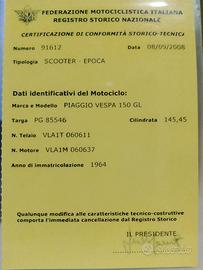 FEDERAZIONE MOTOCICLISTICA ITALIANA
REGISTRO STORICO NAZIONALE
CERTIFICAZIONE DI CONFORMITÀ STORICO-TECNICA
Numero 91612 Data 08/09/2008
Tipologia SCOOTER - EPOCA
Dati identificativi del Motociclo:
Marca e Modello PIAGGIO VESPA 150 GL
Targa PG 85546 Cilindrata 145,45
N. Telaio VLA1T 060611
N. Motore VLA1M 060637
Anno di immatricolazione 1964
Qualunque modifica alle caratteristiche tecnico-costruttive
comporta l'immediata cancellazione dal Registro Storico
IL PRESIDENTE